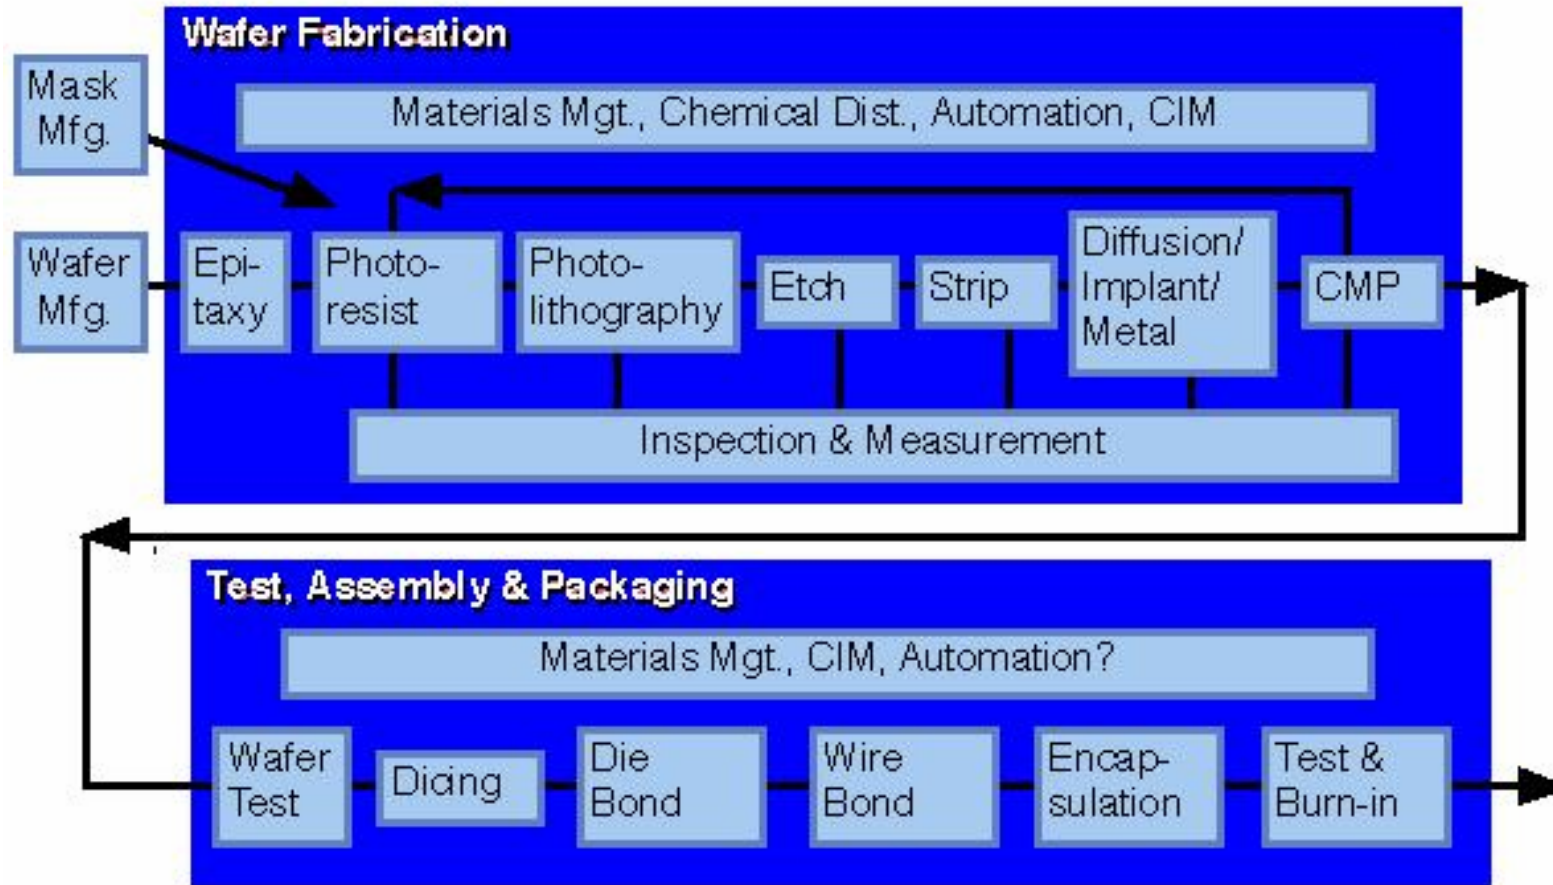 Wafer Fabrication
Mask
Mfg.
Materials Mgt., Chemical Dist., Automation, CIM
Wafer
Mfg.
Epi-
taxy
Photo-
resist
Photo-
lithography
Etch
Strip
Diffusion/
Implant/
Metal
CMP
Inspection & Measurement
Test, Assembly & Packaging
Materials Mgt., CIM, Automation?
Wafer
Test
Dicing
Die
Bond
Wire
Bond
Encap-
sulation
Test &
Burn-in